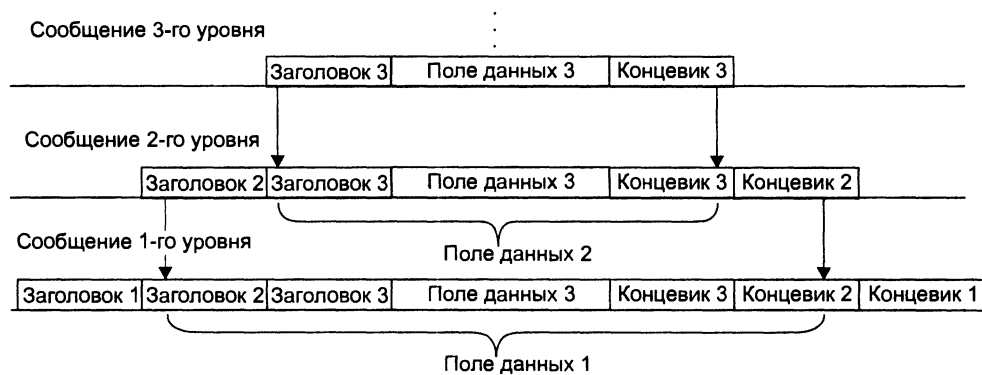 Сообщение 3-го уровня
Заголовок 3 Поле данных 3 Концевик 3
Сообщение 2-го уровня
Заголовок 2 Заголовок 3 Поле данных 3 Концевик 3 Концевик 2
Поле данных 2
Сообщение 1-го уровня
Заголовок 1 Заголовок 2 Заголовок 3 Поле данных 3 Концевик 3 Концевик 2 Концевик 1
Поле данных 1